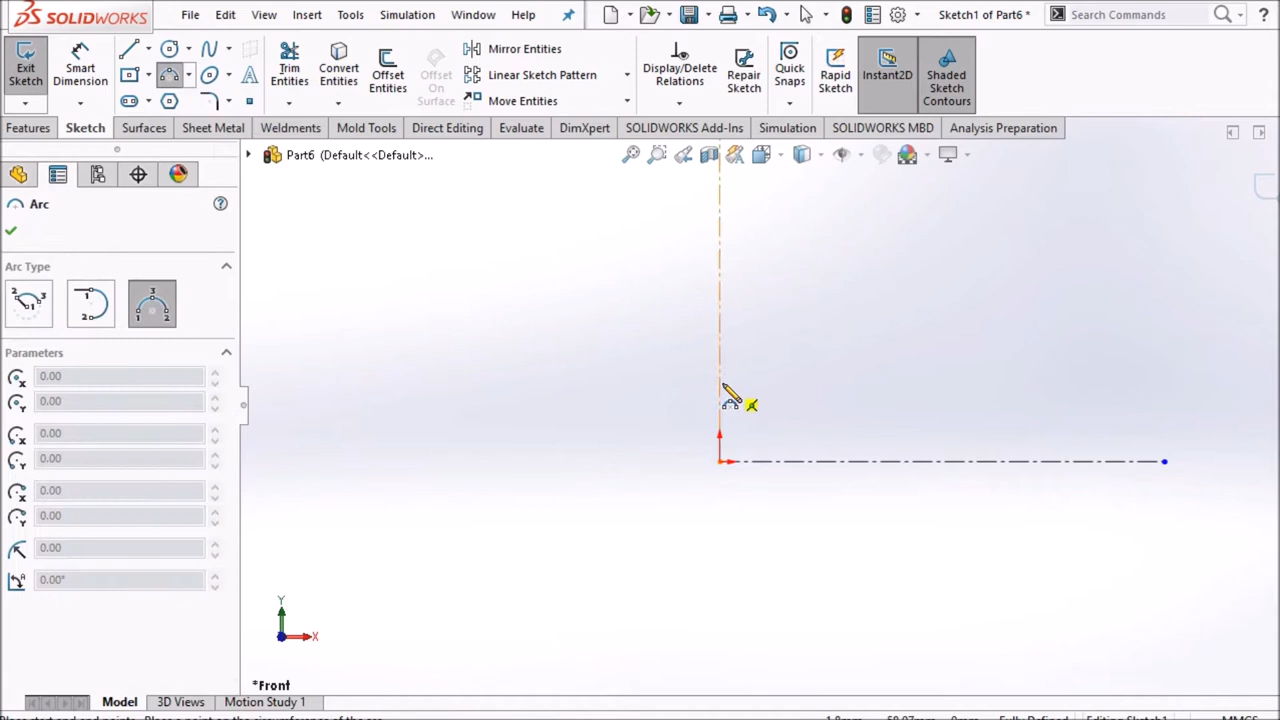 SOLIDWORKS File Edit View Insert Tools Simulation Window Help Sketch1 of Part6 * Search Commands ?
Exit Sketch
Smart Dimension
Trim Entities
Convert Entities
Offset Entities
Offset On Surface
Mirror Entities
Linear Sketch Pattern
Move Entities
Display/Delete Relations
Repair Sketch
Quick Snaps
Rapid Sketch
Instant2D
Shaded Sketch Contours
Features Sketch Surfaces Sheet Metal Weldments Mold Tools Direct Editing Evaluate DimXpert SOLIDWORKS Add-Ins Simulation SOLIDWORKS MBD Analysis Preparation
Part6 (Default<<Default>...
Arc
Arc Type
Parameters
0.00
0.00
0.00
0.00
0.00
0.00
0.00
0.00°
Y
X
*Front
Model 3D Views Motion Study 1